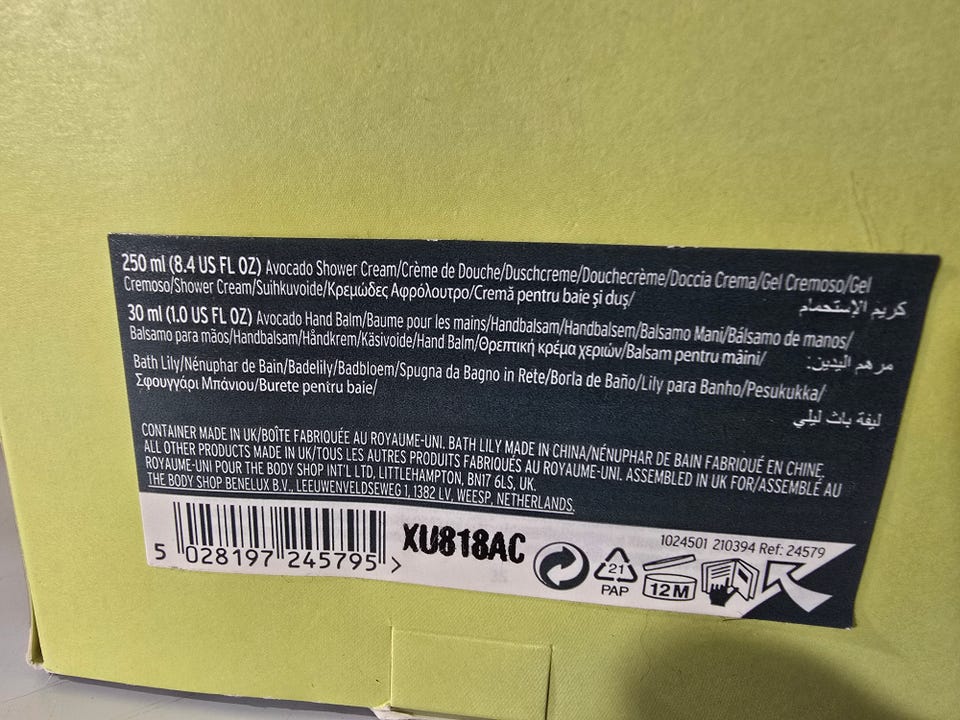 250 ml (8.4 US FL OZ) Avocado Shower Cream/Crème de Douche/Duschcreme/Douchecrème/Doccia Crema/Gel Cremoso/Gel
Cremoso/Shower Cream/Suihkuvoide/Κρεμώδες Αφρόλουτρο/Cremă pentru baie și duș/
كريم الإستحمام
30 ml (1.0 US FL OZ) Avocado Hand Balm/Baume pour les mains/Handbalsam/Handbalsem/Balsamo Mani/Bálsamo de manos/
Balsamo para mãos/Handbalsam/Håndkrem/Käsivoide/Hand Balm/Θρεπτική κρέμα χεριών/Balsam pentru mâini/
مرهم اليدين:
Bath Lily/Nénuphar de Bain/Badelily/Badbloem/Spugna da Bagno in Rete/Borla de Baño/Lily para Banho/Pesukukka/
Σφουγγάρι Μπάνιου/Burete pentru baie/
ليفة باث ليلي
CONTAINER MADE IN UK/BOÎTE FABRIQUÉE AU ROYAUME-UNI. BATH LILY MADE IN CHINA/NÉNUPHAR DE BAIN FABRIQUÉ EN CHINE.
ALL OTHER PRODUCTS MADE IN UK/TOUS LES AUTRES PRODUITS FABRIQUÉS AU ROYAUME-UNI. ASSEMBLED IN UK FOR/ASSEMBLÉ AU
ROYAUME-UNI POUR THE BODY SHOP INT'L LTD, LITTLEHAMPTON, BN17 6LS, UK.
THE BODY SHOP BENELUX B.V., LEEUWENVELDSEWEG 1, 1382 LV, WEESP, NETHERLANDS.
1024501 210394 Ref: 24579
XU818AC
5 028197 245795 >
21
PAP
12 M